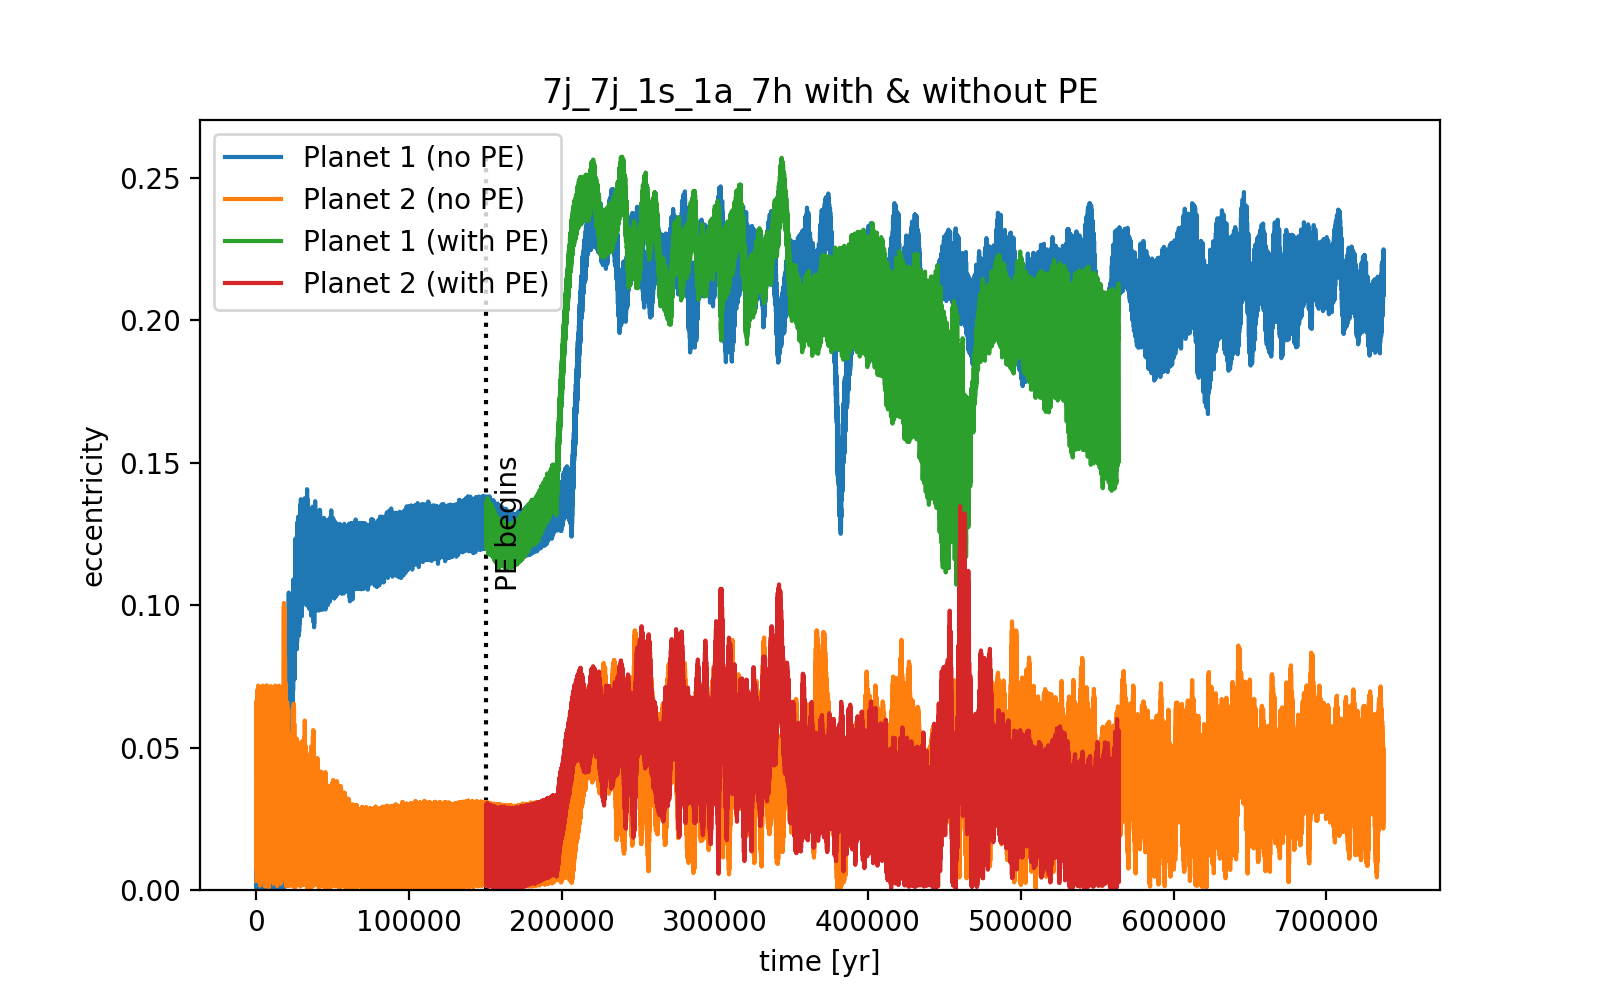 7j_7j_1s_1a_7h with & without PE
Planet 1 (no PE)
Planet 2 (no PE)
Planet 1 (with PE)
Planet 2 (with PE)
eccentricity
0.25
0.20
0.15
0.10
0.05
0.00
PE begins
0
100000
200000
300000
400000
500000
600000
700000
time [yr]